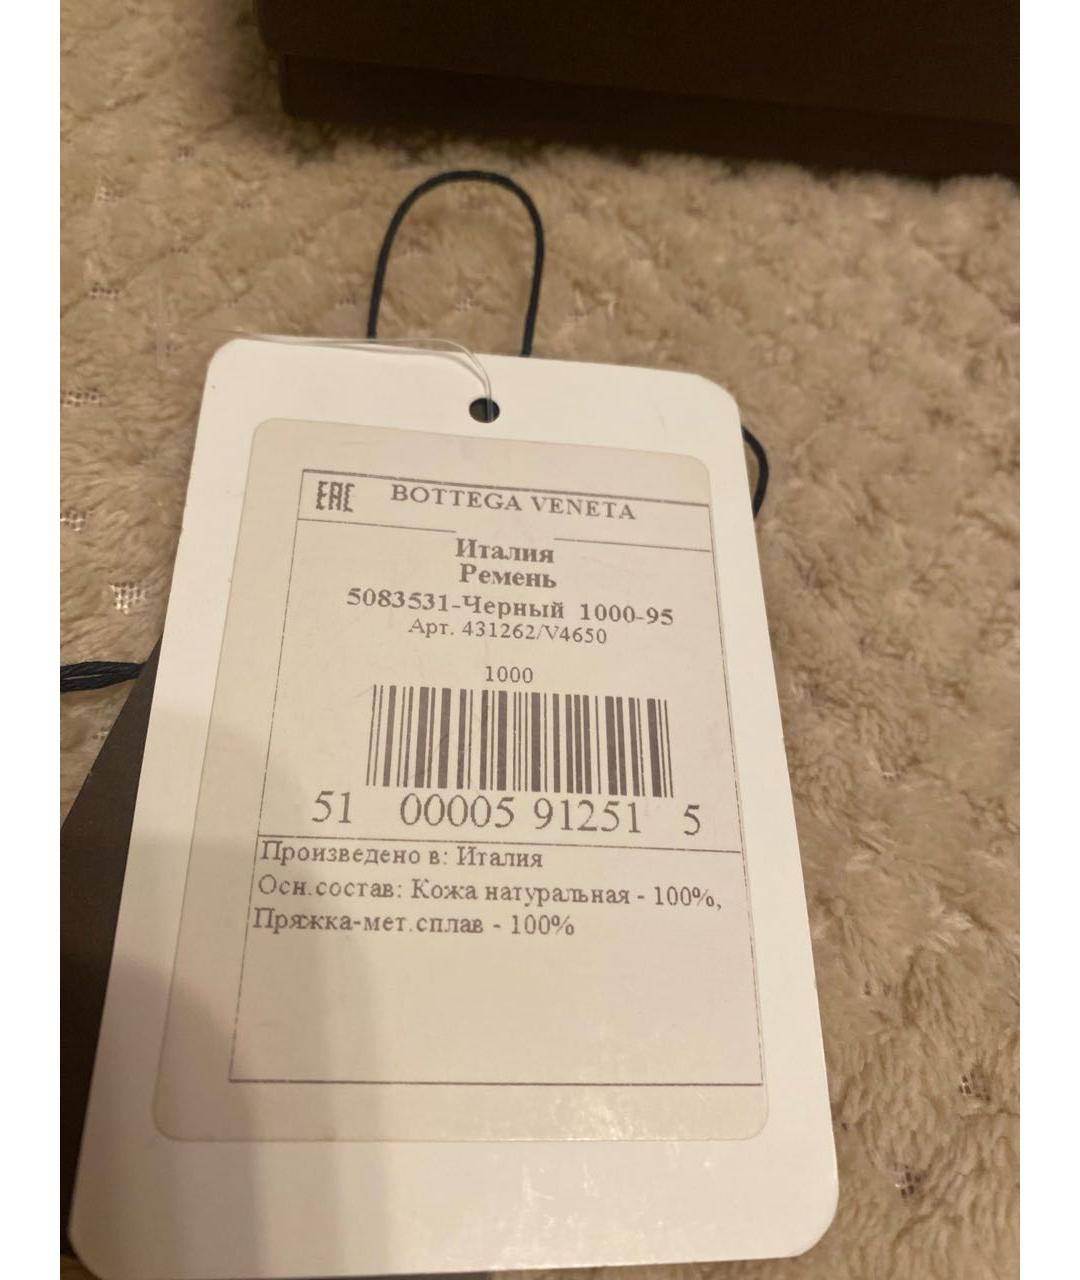 EAC BOTTEGA VENETA
Италия
Ремень
5083531-Черный 1000-95
Арт. 431262/V4650
1000
51 00005 91251 5
Произведено в: Италия
Осн.состав: Кожа натуральная - 100%,
Пряжка-мет.сплав - 100%